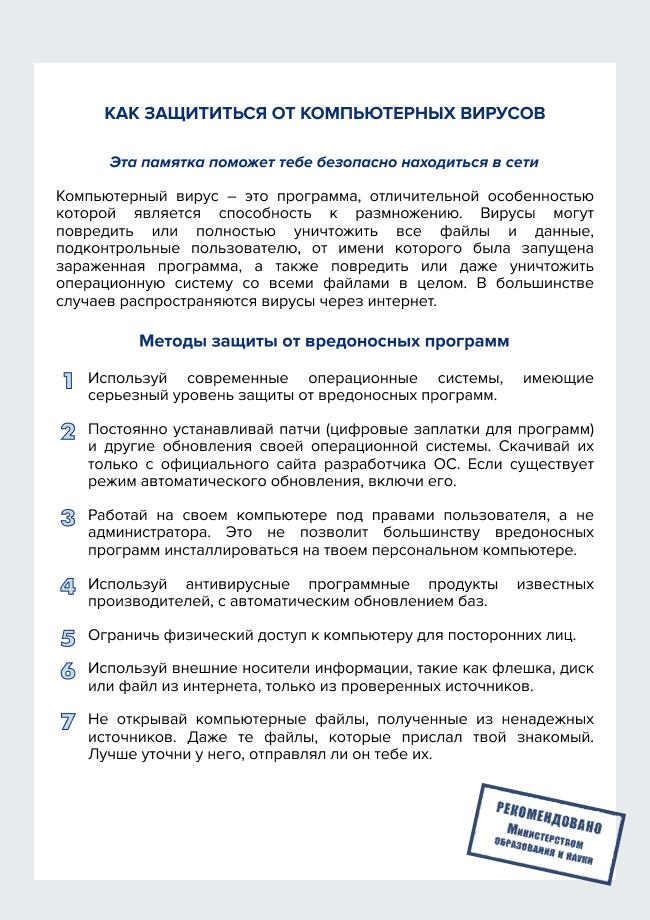 КАК ЗАЩИТИТЬСЯ ОТ КОМПЬЮТЕРНЫХ ВИРУСОВ
Эта памятка поможет тебе безопасно находиться в сети
Компьютерный вирус – это программа, отличительной особенностью
которой является способность к размножению. Вирусы могут
повредить или полностью уничтожить все файлы и данные,
подконтрольные пользователю, от имени которого была запущена
зараженная программа, а также повредить или даже уничтожить
операционную систему со всеми файлами в целом. В большинстве
случаев распространяются вирусы через интернет.
Методы защиты от вредоносных программ
1 Используй современные операционные системы, имеющие
серьезный уровень защиты от вредоносных программ.
2 Постоянно устанавливай патчи (цифровые заплатки для программ)
и другие обновления своей операционной системы. Скачивай их
только с официального сайта разработчика ОС. Если существует
режим автоматического обновления, включи его.
3 Работай на своем компьютере под правами пользователя, а не
администратора. Это не позволит большинству вредоносных
программ инсталлироваться на твоем персональном компьютере.
4 Используй антивирусные программные продукты известных
производителей, с автоматическим обновлением баз.
5 Ограничь физический доступ к компьютеру для посторонних лиц.
6 Используй внешние носители информации, такие как флешка, диск
или файл из интернета, только из проверенных источников.
7 Не открывай компьютерные файлы, полученные из ненадежных
источников. Даже те файлы, которые прислал твой знакомый.
Лучше уточни у него, отправлял ли он тебе их.
РЕКОМЕНДОВАНО
Министерством
образования и науки